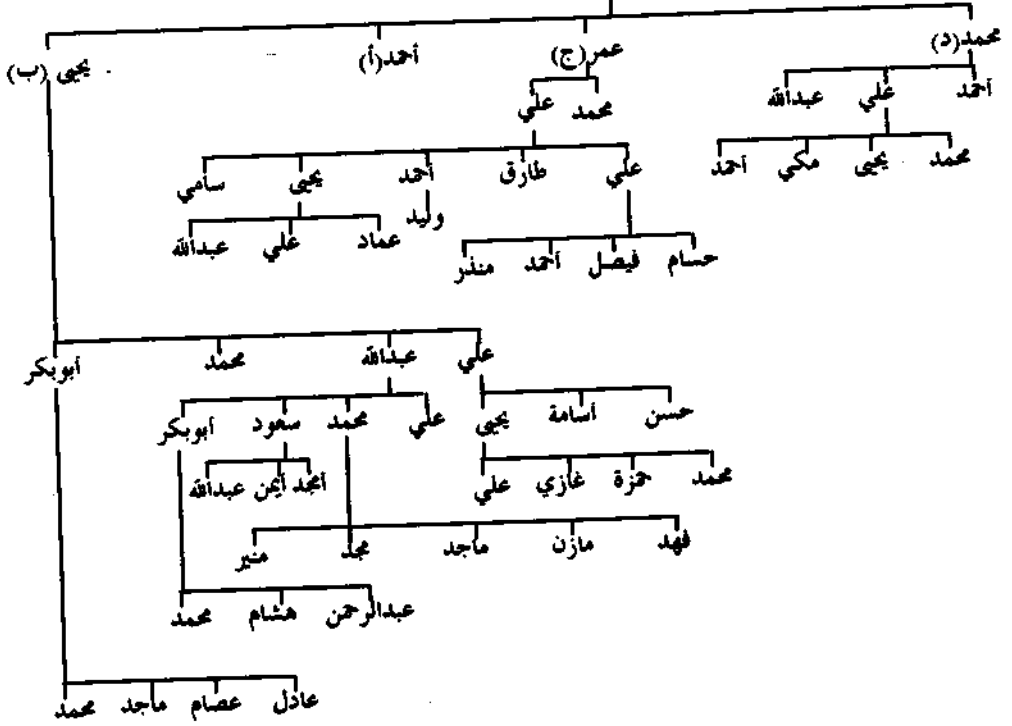 محمد (د) عمر (ج) أحمد (أ) يحيى (ب)
أحمد علي عبدالله محمد علي
محمد يحيى مكي أحمد علي طارق أحمد يحيى سامي
وليد
عماد علي عبدالله
حسام فيصل أحمد منذر
علي عبدالله محمد أبوبكر
حسن أسامة يحيى علي محمد سعود أبوبكر
محمد حمزة غازي علي أمجد أيمن عبدالله
فهد مازن ماجد مجد منير
عبدالرحمن هشام محمد
عادل عصام ماجد محمد